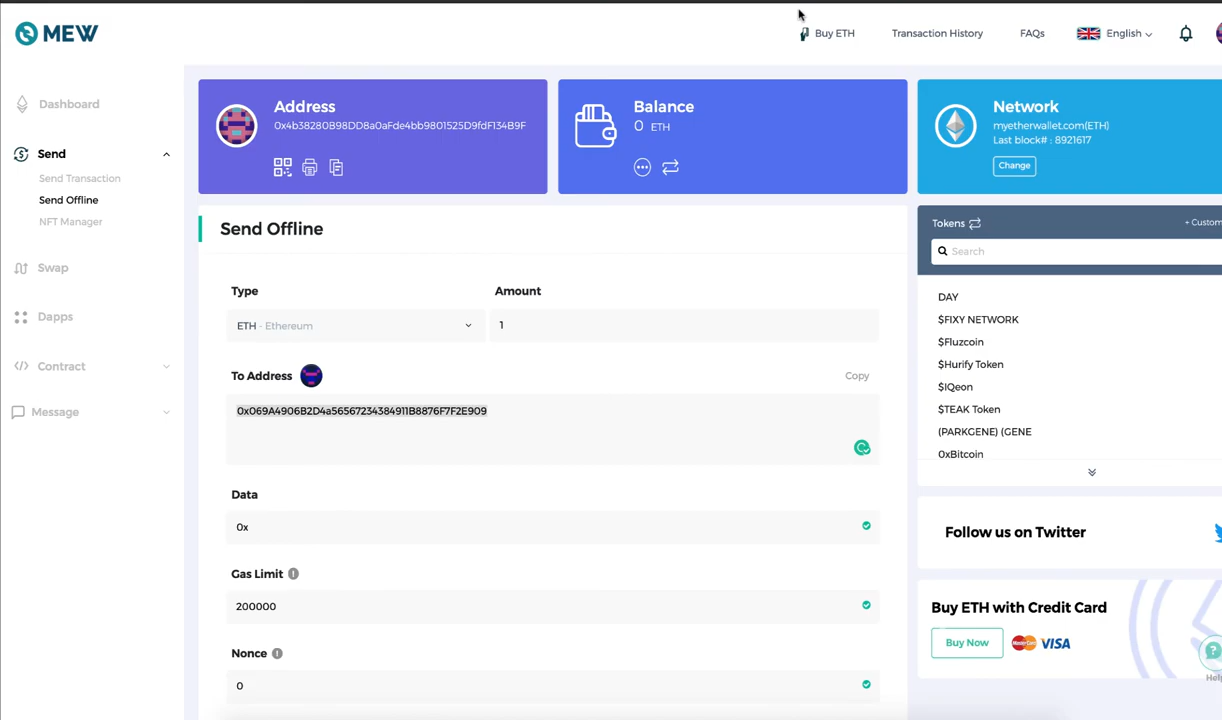 MEW
Buy ETH
Transaction History
FAQs
English
Dashboard
Send
Send Transaction
Send Offline
NFT Manager
Swap
Dapps
Contract
Message
Address
0x4b38280B98DD8a0aFde4bb9801525D9fdF134B9F
Balance
0 ETH
Network
myetherwallet.com(ETH)
Last block# : 8921617
Change
Send Offline
Type
Amount
ETH - Ethereum
1
To Address
Copy
0x069A4906B2D4a56567234384911B8876F7F2E909
Data
0x
Gas Limit
200000
Nonce
0
Tokens
+ Custom
Search
DAY
$FIXY NETWORK
$Fluzcoin
$Hurify Token
$IQeon
$TEAK Token
(PARKGENE) (GENE
0xBitcoin
Follow us on Twitter
Buy ETH with Credit Card
Buy Now
MasterCard
VISA
Help